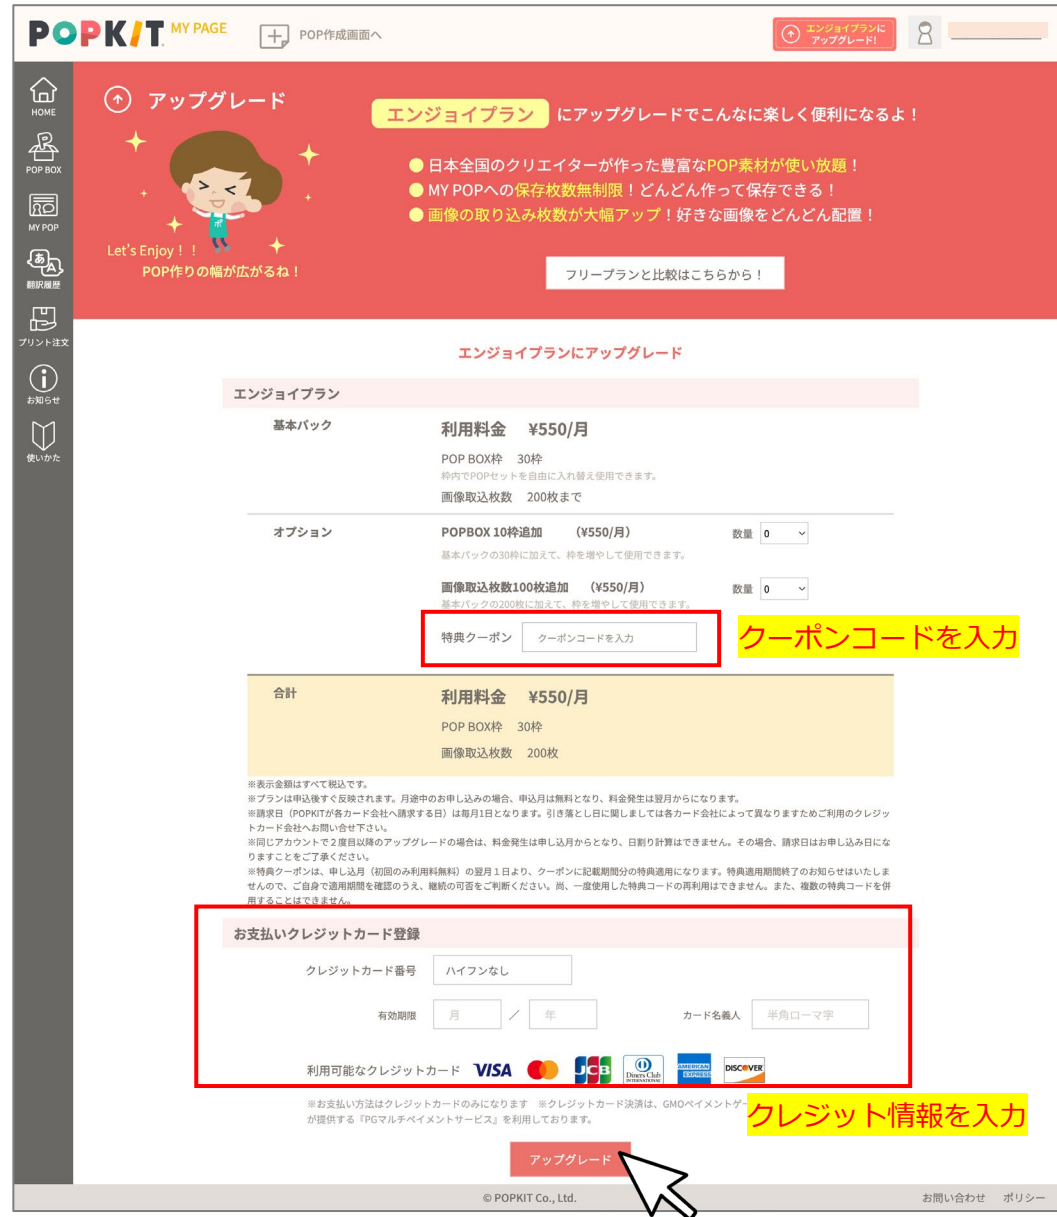 POPKIT MY PAGE
POP作成画面へ
エンジョイプランに
アップグレード!
HOME
POP BOX
MY POP
翻訳履歴
プリント注文
お知らせ
使いかた
アップグレード
Let's Enjoy！！
POP作りの幅が広がるね！
エンジョイプラン にアップグレードでこんなに楽しく便利になるよ！
●日本全国のクリエイターが作った豊富なPOP素材が使い放題！
●MY POPへの保存枚数無制限！どんどん作って保存できる！
●画像の取り込み枚数が大幅アップ！好きな画像をどんどん配置！
フリープランと比較はこちらから！
エンジョイプランにアップグレード
エンジョイプラン
基本パック
利用料金 ¥550/月
POP BOX枠 30枠
枠内でPOPセットを自由に入れ替え使用できます。
画像取込枚数 200枚まで
オプション
POPBOX 10枠追加 （¥550/月） 数量 0
基本パックの30枠に加えて、枠を増やして使用できます。
画像取込枚数100枚追加 （¥550/月） 数量 0
基本パックの200枚に加えて、枠を増やして使用できます。
特典クーポン クーポンコードを入力
クーポンコードを入力
合計
利用料金 ¥550/月
POP BOX枠 30枠
画像取込枚数 200枚
※表示金額はすべて税込です。
※プランは申込後すぐ反映されます。月途中のお申し込みの場合、申込月は無料となり、料金発生は翌月からになります。
※請求日（POPKITが各カード会社へ請求する日）は毎月1日となります。引き落とし日に関しましては各カード会社によって異なりますためご利用のクレジッ
トカード会社へお問い合せ下さい。
※同じアカウントで２度目以降のアップグレードの場合は、料金発生は申し込月からとなり、日割り計算はできません。その場合、請求日はお申し込み日にな
りますことをご了承ください。
※特典クーポンは、申し込月（初回のみ利用料無料）の翌月１日より、クーポンに記載期間分の特典適用になります。特典適用期間終了のお知らせはいたしま
せんので、ご自身で適用期間を確認のうえ、継続の可否をご判断ください。尚、一度使用した特典コードの再利用はできません。また、複数の特典コードを併
用することはできません。
お支払いクレジットカード登録
クレジットカード番号 ハイフンなし
有効期限 月 ／ 年 カード名義人 半角ローマ字
利用可能なクレジットカード VISA JCB Diners Club INTERNATIONAL AMERICAN EXPRESS DISCOVER
※お支払い方法はクレジットカードのみになります ※クレジットカード決済は、GMOペイメントゲー
が提供する『PGマルチペイメントサービス』を利用しております。
クレジット情報を入力
アップグレード
© POPKIT Co., Ltd.
お問い合わせ ポリシー